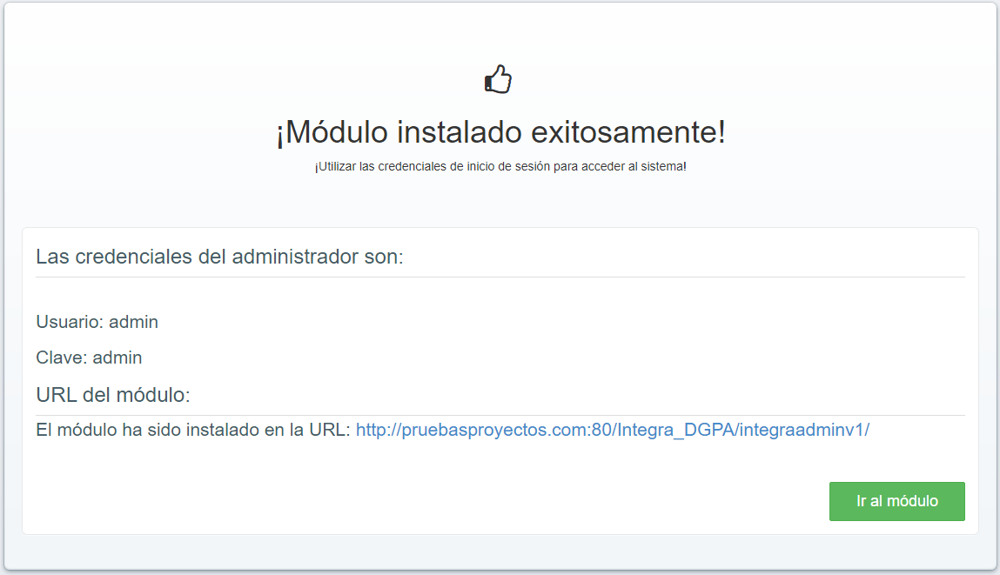 ¡Módulo instalado exitosamente!
¡Utilizar las credenciales de inicio de sesión para acceder al sistema!
Las credenciales del administrador son:
Usuario: admin
Clave: admin
URL del módulo:
El módulo ha sido instalado en la URL: http://pruebasproyectos.com:80/Integra_DGPA/integraadminv1/
Ir al módulo